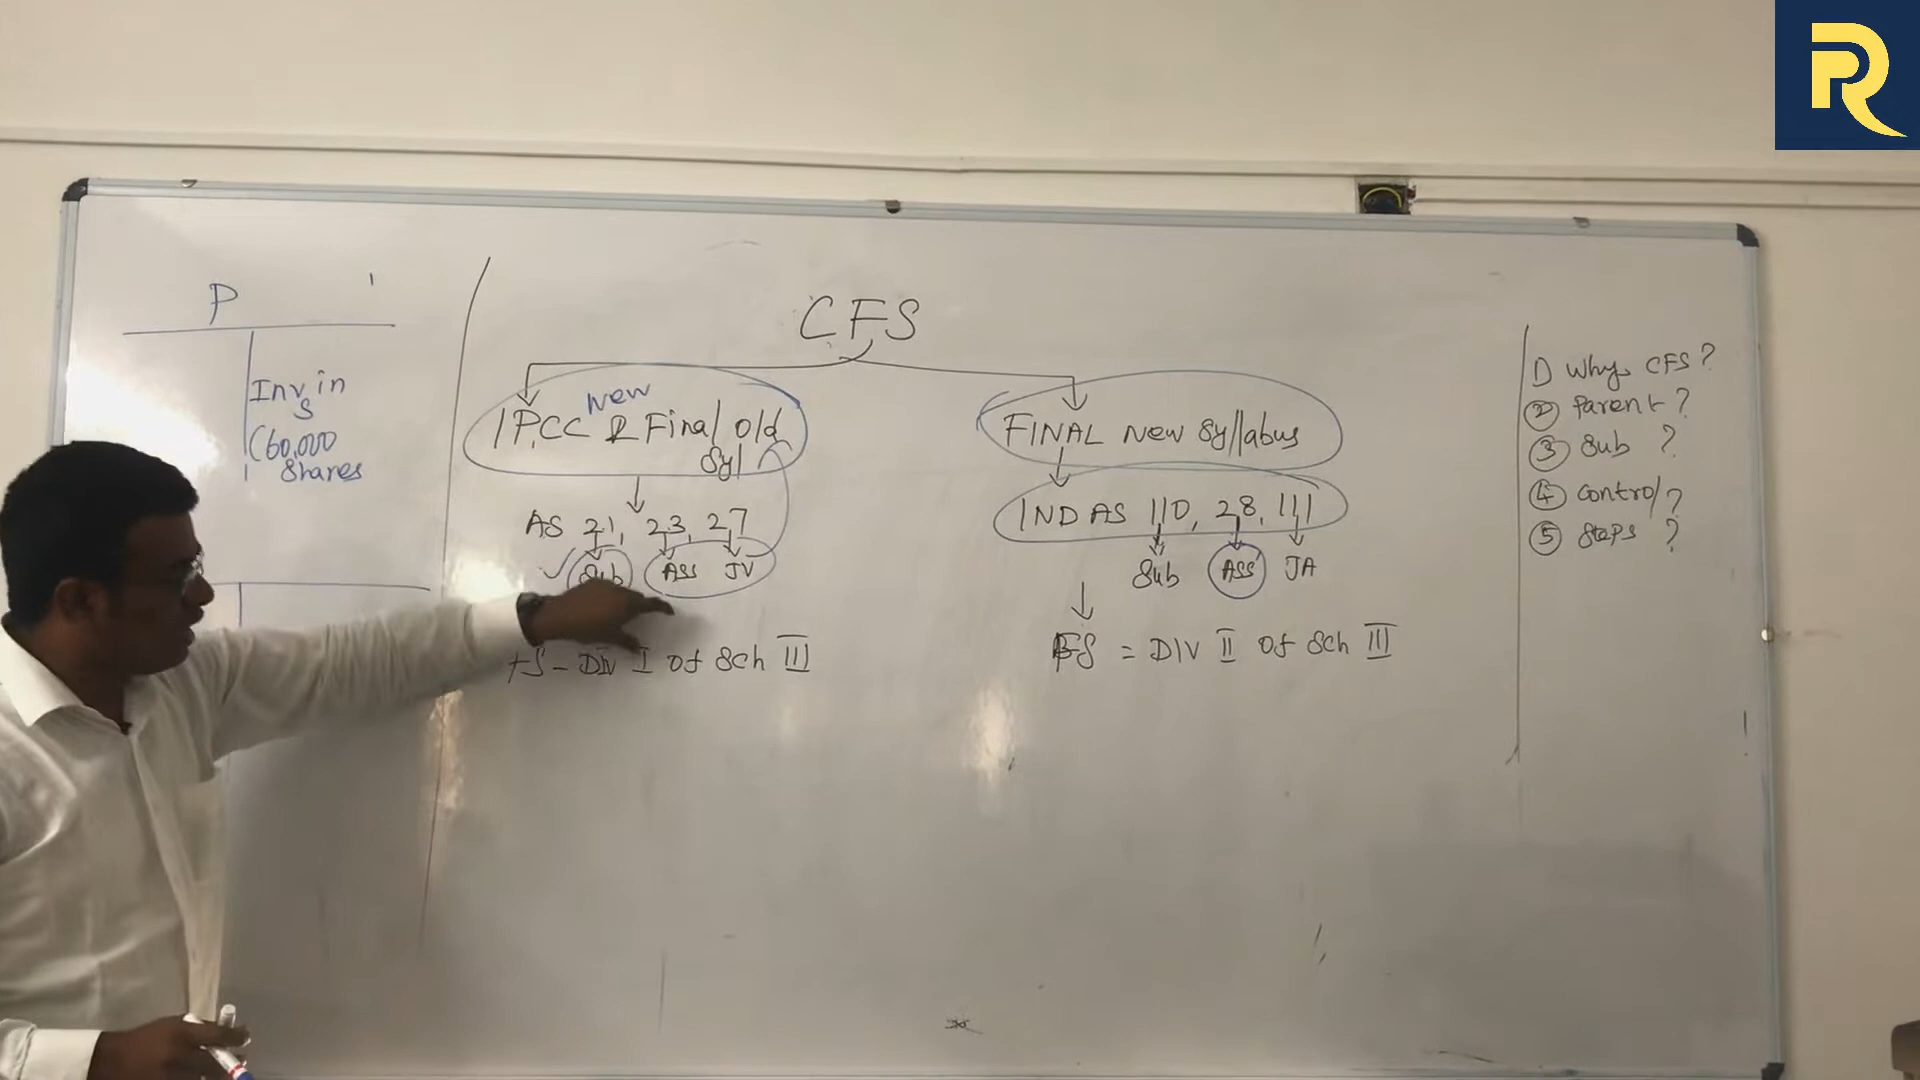 P
Inv in
S
(60,000
Shares
CFS
New
IPCC & Final old
Syl
AS 21, 23, 27
Sub Ass JV
FS - Div I of Sch III
FINAL New Syllabus
IND AS 110, 28, 111
Sub Ass JA
FS = DIV II of Sch III
1) Why CFS?
2 Parent?
3 Sub ?
4 Control?
5 Steps ?
R